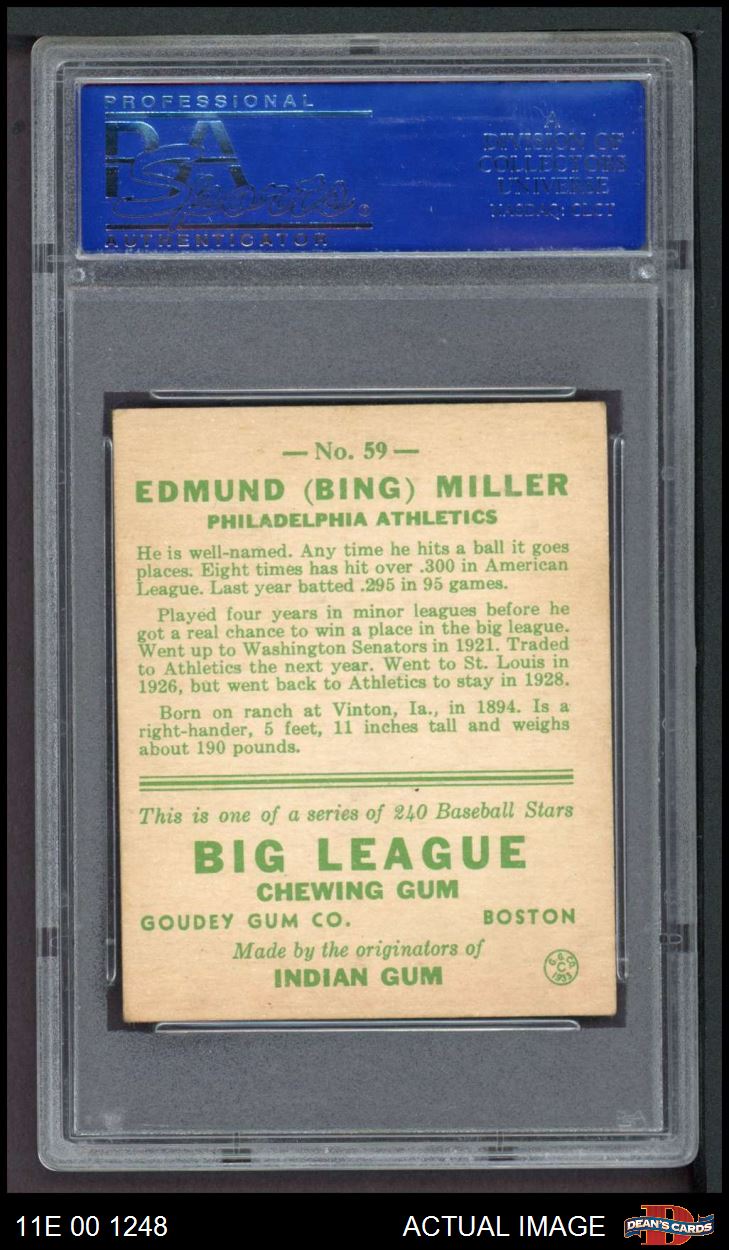 PROFESSIONAL
PSA
Sports
AUTHENTICATOR
A
DIVISION OF
COLLECTORS
UNIVERSE
NASDAQ: CLCT
— No. 59 —
EDMUND (BING) MILLER
PHILADELPHIA ATHLETICS
He is well-named. Any time he hits a ball it goes
places. Eight times has hit over .300 in American
League. Last year batted .295 in 95 games.
Played four years in minor leagues before he
got a real chance to win a place in the big league.
Went up to Washington Senators in 1921. Traded
to Athletics the next year. Went to St. Louis in
1926, but went back to Athletics to stay in 1928.
Born on ranch at Vinton, Ia., in 1894. Is a
right-hander, 5 feet, 11 inches tall and weighs
about 190 pounds.
This is one of a series of 240 Baseball Stars
BIG LEAGUE
CHEWING GUM
GOUDEY GUM CO. BOSTON
Made by the originators of
INDIAN GUM
G. G. CO.
C
1933
11E 00 1248 ACTUAL IMAGE D DEAN'S CARDS